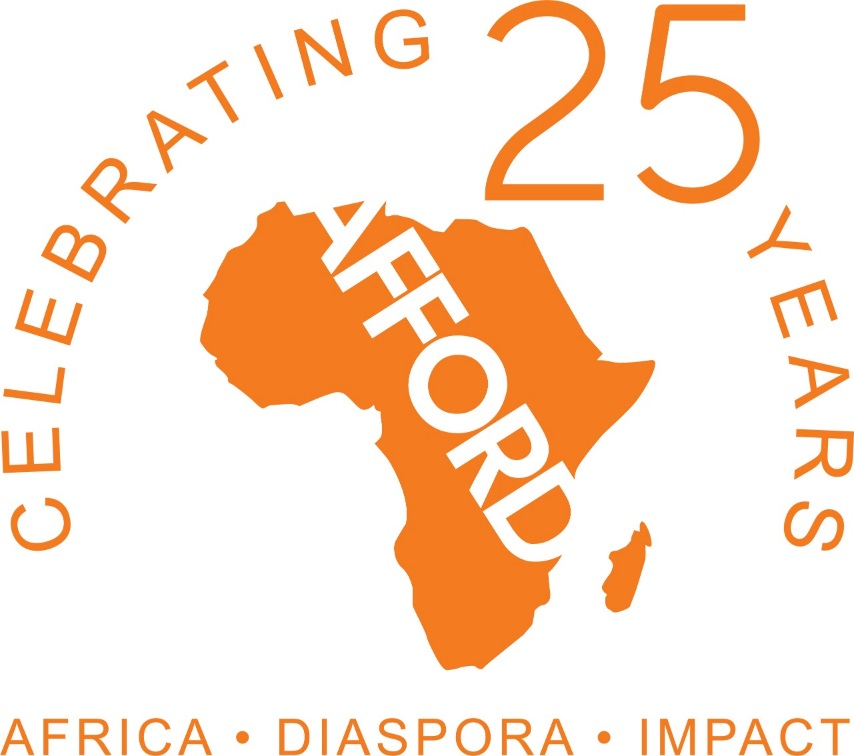 CELEBRATING 25 YEARS
AFFORD
AFRICA • DIASPORA • IMPACT